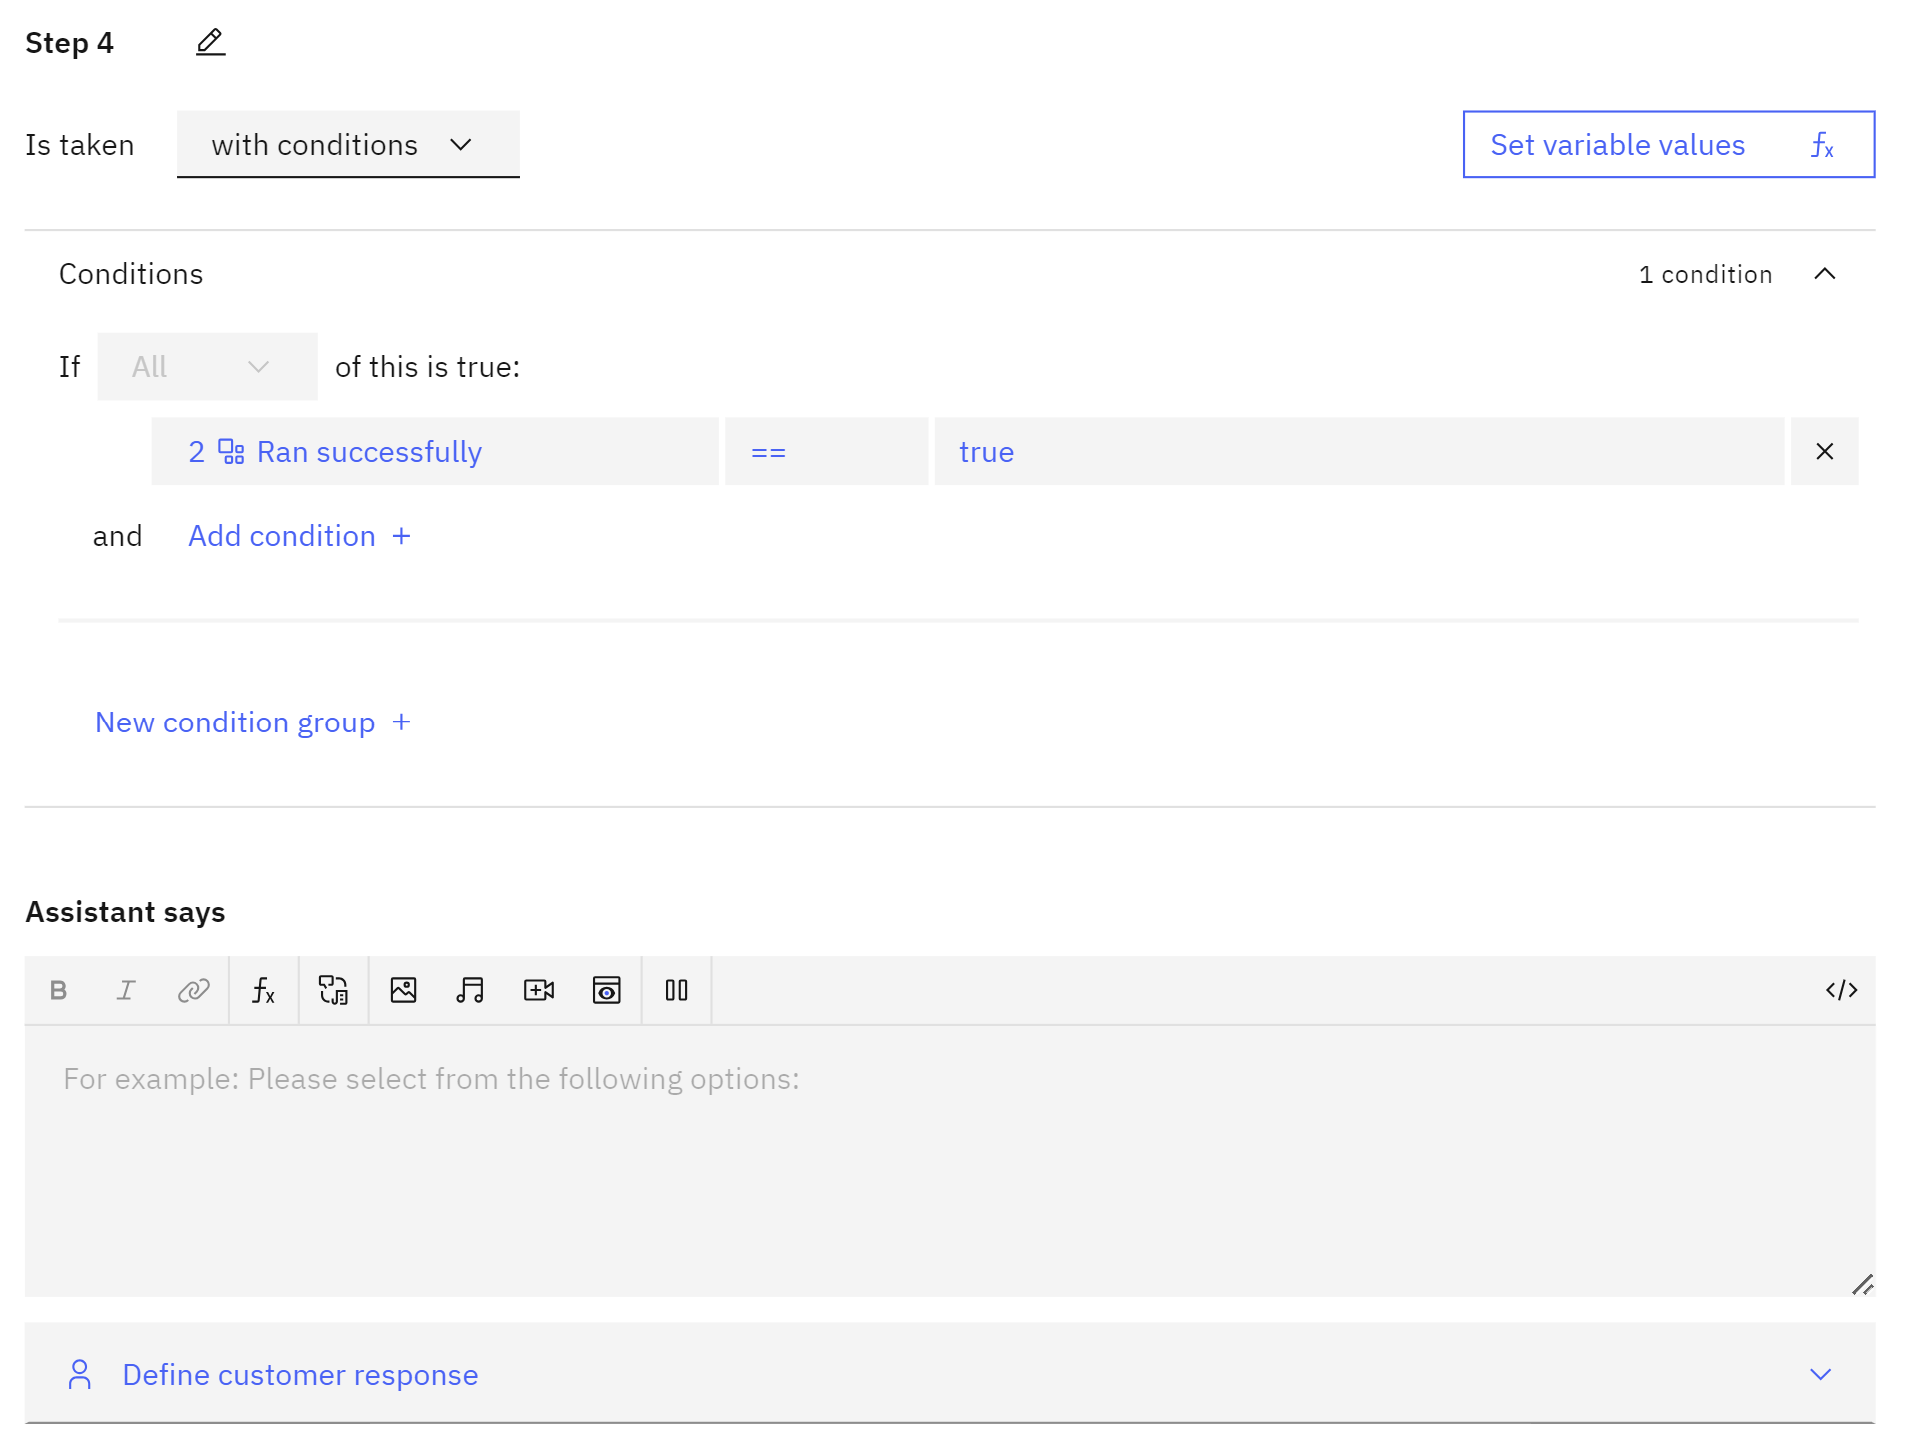 Step 4
Is taken with conditions Set variable values fx
Conditions 1 condition
If All of this is true:
2 Ran successfully == true
and Add condition +
New condition group +
Assistant says
B I fx </>
For example: Please select from the following options:
Define customer response